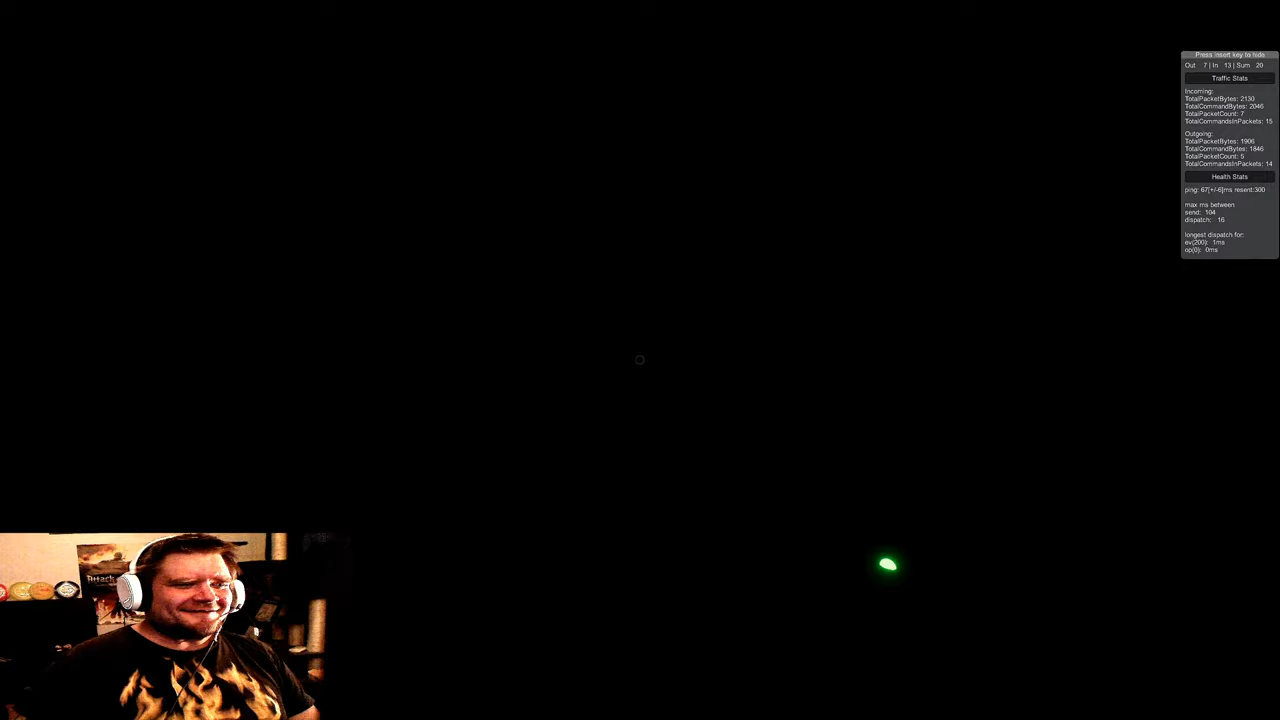 Press Insert key to hide
Out 7 | In 13 | Sum 20
Traffic Stats
Incoming:
TotalPacketBytes: 2130
TotalCommandBytes: 2046
TotalPacketCount: 7
TotalCommandsInPackets: 15
Outgoing:
TotalPacketBytes: 1906
TotalCommandBytes: 1846
TotalPacketCount: 5
TotalCommandsInPackets: 14
Health Stats
ping: 67[+/-6]ms resent:300
max ms between
send: 104
dispatch: 16
longest dispatch for:
ev(200): 1ms
op(0): 0ms
Attack